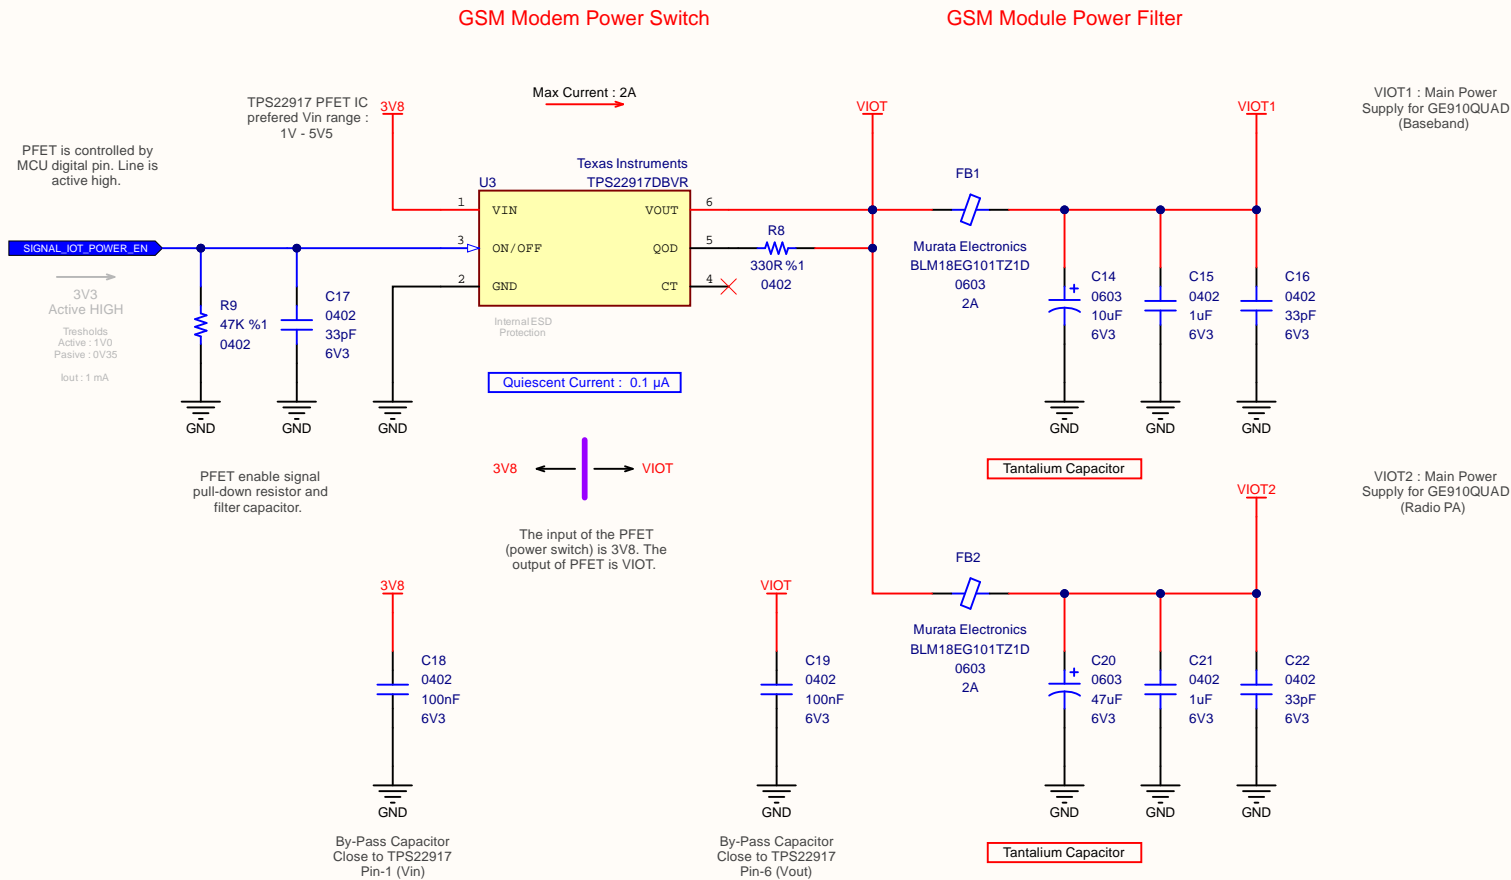 GSM Modem Power Switch
GSM Module Power Filter
TPS22917 PFET IC
prefered Vin range :
1V - 5V5
3V8
Max Current : 2A
VIOT
VIOT1
VIOT1 : Main Power
Supply for GE910QUAD
(Baseband)
PFET is controlled by
MCU digital pin. Line is
active high.
Texas Instruments
TPS22917DBVR
U3
1
VIN
VOUT
6
3
ON/OFF
QOD
5
2
GND
CT
4
SIGNAL_IOT_POWER_EN
3V3
Active HIGH
Tresholds
Active : 1V0
Pasive : 0V35
Iout : 1 mA
R9
47K %1
0402
C17
0402
33pF
6V3
GND
GND
GND
Internal ESD
Protection
Quiescent Current : 0.1 µA
R8
330R %1
0402
FB1
Murata Electronics
BLM18EG101TZ1D
0603
2A
C14
0603
10uF
6V3
C15
0402
1uF
6V3
C16
0402
33pF
6V3
GND
GND
GND
Tantalium Capacitor
PFET enable signal
pull-down resistor and
filter capacitor.
3V8
VIOT
The input of the PFET
(power switch) is 3V8. The
output of PFET is VIOT.
VIOT2
VIOT2 : Main Power
Supply for GE910QUAD
(Radio PA)
3V8
C18
0402
100nF
6V3
GND
By-Pass Capacitor
Close to TPS22917
Pin-1 (Vin)
VIOT
C19
0402
100nF
6V3
GND
By-Pass Capacitor
Close to TPS22917
Pin-6 (Vout)
FB2
Murata Electronics
BLM18EG101TZ1D
0603
2A
C20
0603
47uF
6V3
C21
0402
1uF
6V3
C22
0402
33pF
6V3
GND
GND
GND
Tantalium Capacitor